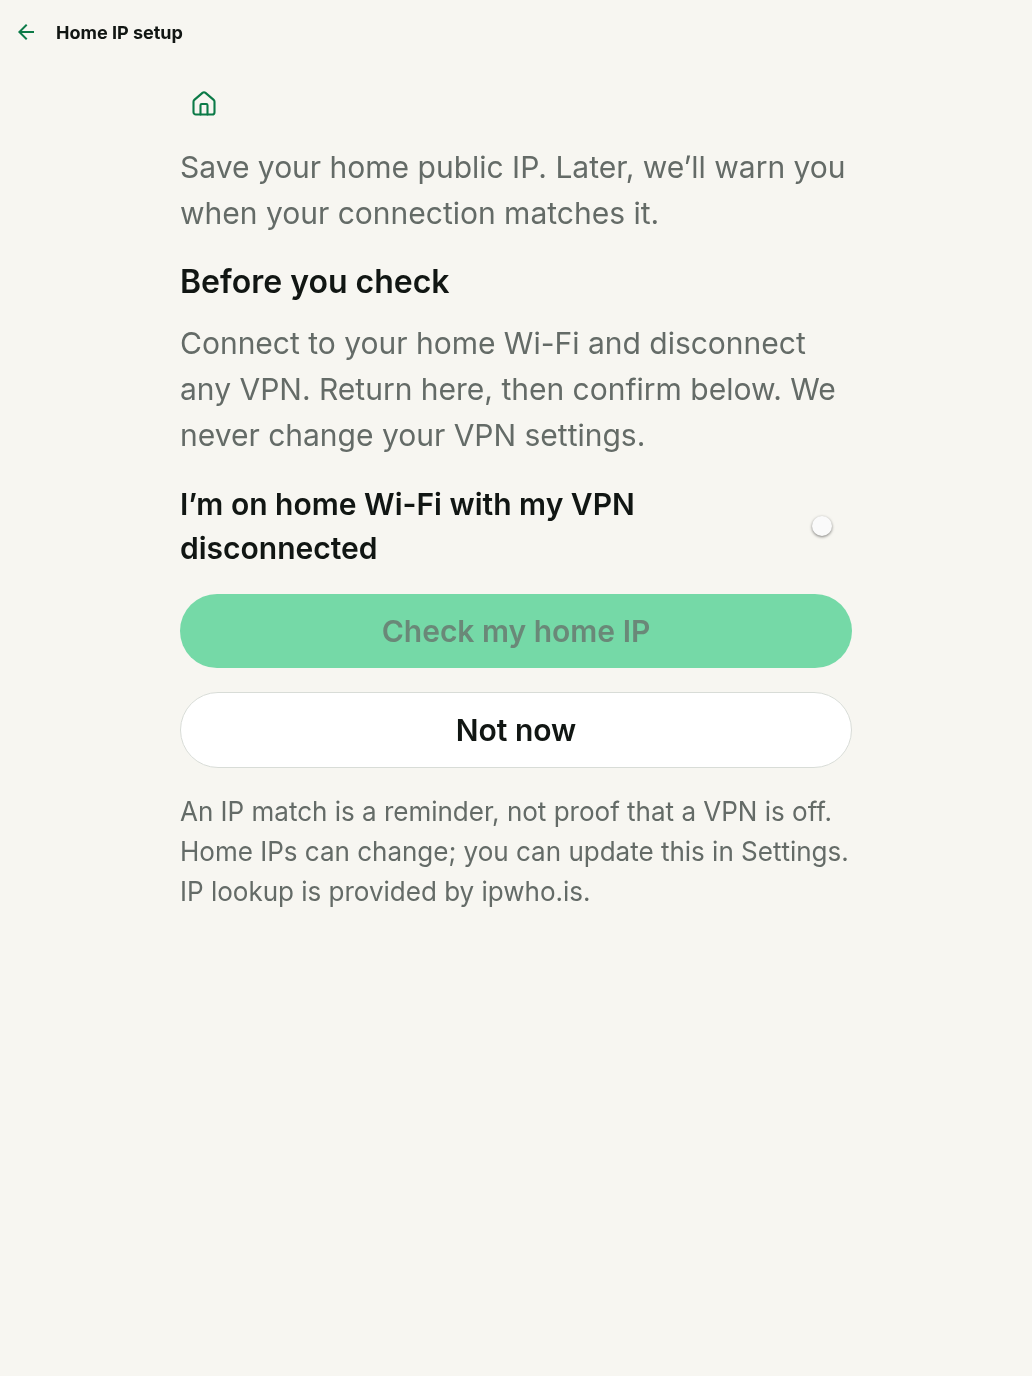 Home IP setup
Save your home public IP. Later, we’ll warn you
when your connection matches it.
Before you check
Connect to your home Wi-Fi and disconnect
any VPN. Return here, then confirm below. We
never change your VPN settings.
I’m on home Wi-Fi with my VPN
disconnected
Check my home IP
Not now
An IP match is a reminder, not proof that a VPN is off.
Home IPs can change; you can update this in Settings.
IP lookup is provided by ipwho.is.